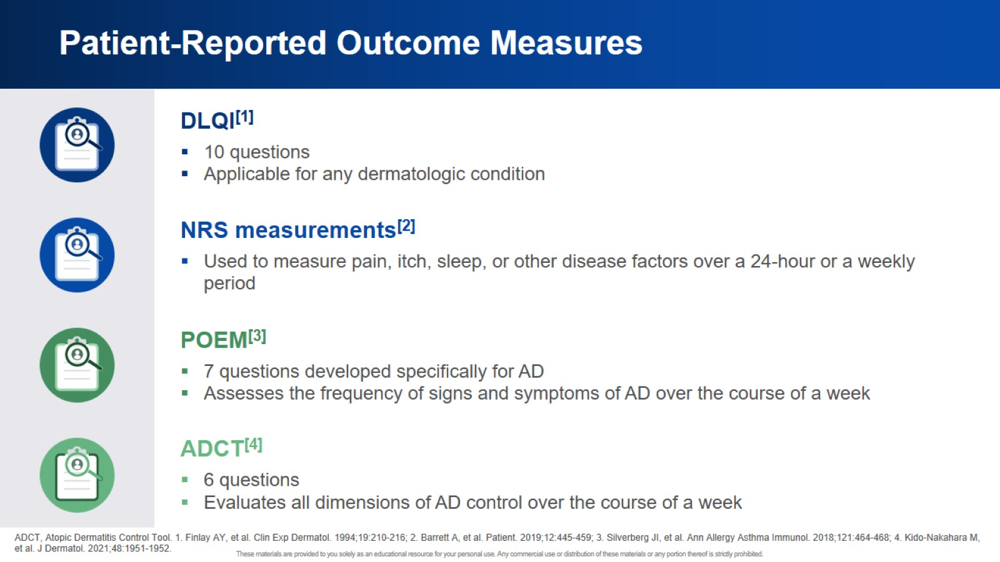 Patient-Reported Outcome Measures
DLQI[1]
▪ 10 questions
▪ Applicable for any dermatologic condition
NRS measurements[2]
▪ Used to measure pain, itch, sleep, or other disease factors over a 24-hour or a weekly
period
POEM[3]
▪ 7 questions developed specifically for AD
▪ Assesses the frequency of signs and symptoms of AD over the course of a week
ADCT[4]
▪ 6 questions
▪ Evaluates all dimensions of AD control over the course of a week
ADCT, Atopic Dermatitis Control Tool. 1. Finlay AY, et al. Clin Exp Dermatol. 1994;19:210-216; 2. Barrett A, et al. Patient. 2019;12:445-459; 3. Silverberg JI, et al. Ann Allergy Asthma Immunol. 2018;121:464-468; 4. Kido-Nakahara M,
et al. J Dermatol. 2021;48:1951-1952.
These materials are provided to you solely as an educational resource for your personal use. Any commercial use or distribution of these materials or any portion thereof is strictly prohibited.